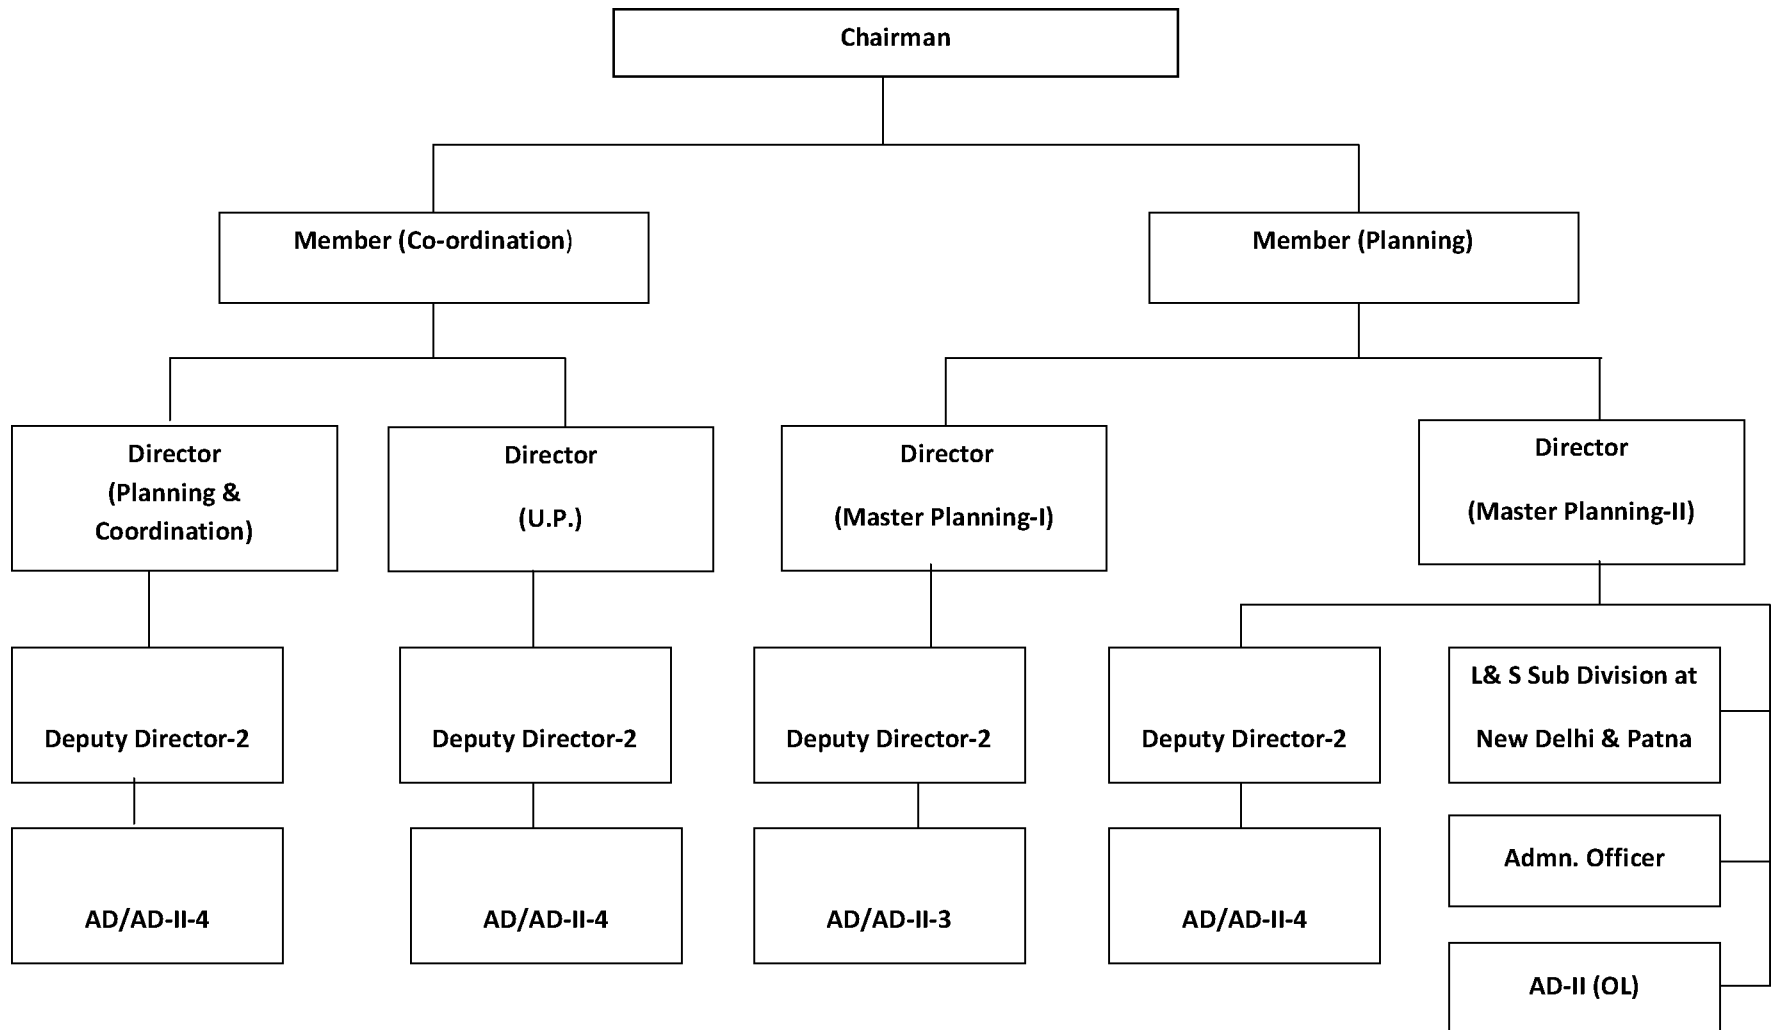 Chairman
Member (Co-ordination)
Member (Planning)
Director
(Planning &
Coordination)
Director
(U.P.)
Director
(Master Planning-I)
Director
(Master Planning-II)
Deputy Director-2
Deputy Director-2
Deputy Director-2
Deputy Director-2
L& S Sub Division at
New Delhi & Patna
Admn. Officer
AD/AD-II-4
AD/AD-II-4
AD/AD-II-3
AD/AD-II-4
AD-II (OL)